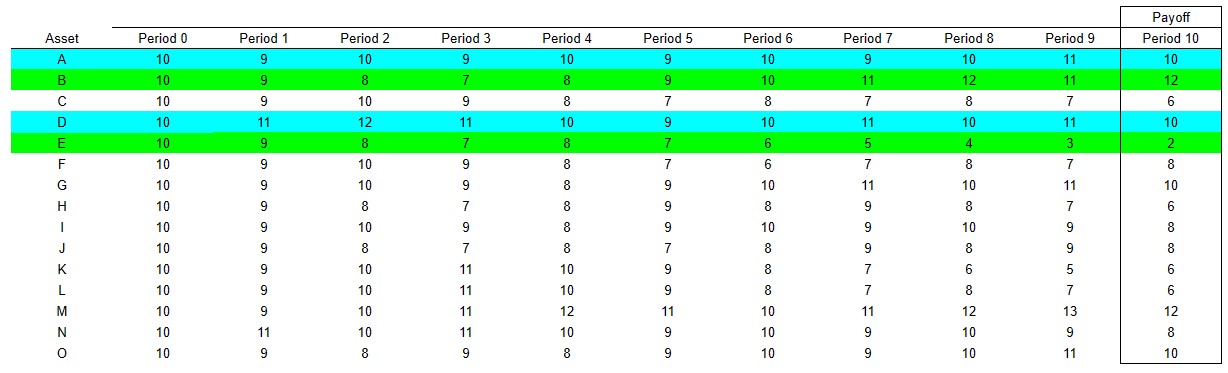 Payoff
Asset Period 0 Period 1 Period 2 Period 3 Period 4 Period 5 Period 6 Period 7 Period 8 Period 9 Period 10
A 10 9 10 9 10 9 10 9 10 11 10
B 10 9 8 7 8 9 10 11 12 11 12
C 10 9 10 9 8 7 8 7 8 7 6
D 10 11 12 11 10 9 10 11 10 11 10
E 10 9 8 7 8 7 6 5 4 3 2
F 10 9 10 9 8 7 6 7 8 7 8
G 10 9 10 9 8 9 10 11 10 11 10
H 10 9 8 7 8 9 8 9 8 7 6
I 10 9 10 9 8 9 10 9 10 9 8
J 10 9 8 7 8 7 8 9 8 9 8
K 10 9 10 11 10 9 8 7 6 5 6
L 10 9 10 11 10 9 8 7 8 7 6
M 10 9 10 11 12 11 10 11 12 13 12
N 10 11 10 11 10 9 10 9 10 9 8
O 10 9 8 9 8 9 10 9 10 11 10